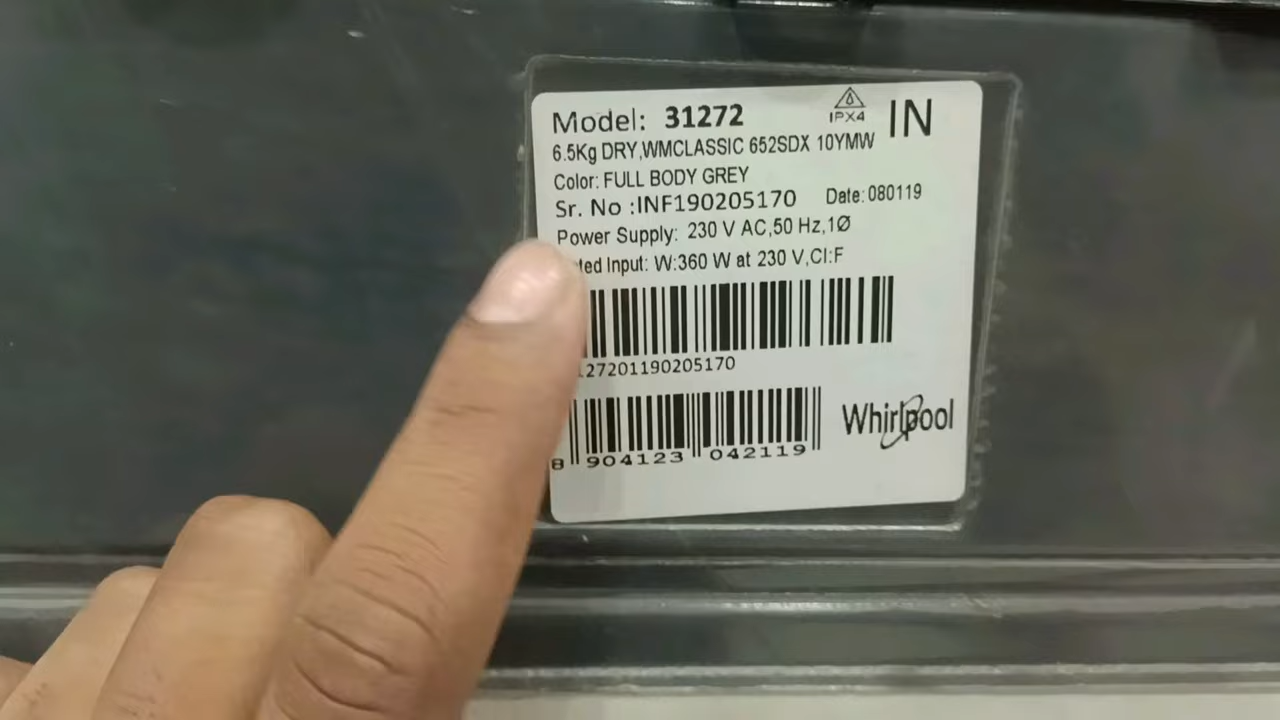 Model: 31272
IPX4
IN
6.5Kg DRY,WMCLASSIC 652SDX 10YMW
Color: FULL BODY GREY
Sr. No :INF190205170 Date: 080119
Power Supply: 230 V AC,50 Hz,1Ø
Input: W:360 W at 230 V,Cl:F
27201190205170
Whirlpool
8 904123 042119